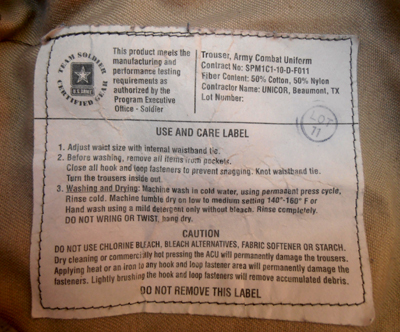 TEAM SOLDIER
CERTIFIED GEAR
U.S. ARMY
This product meets the
manufacturing and
performance testing
requirements as
authorized by the
Program Executive
Office - Soldier
Trouser, Army Combat Uniform
Contract No: SPM1C1-10-D-F011
Fiber Content: 50% Cotton, 50% Nylon
Contractor Name: UNICOR, Beaumont, TX
Lot Number:
LOT
11
USE AND CARE LABEL
1. Adjust waist size with internal waistband tie.
2. Before washing, remove all items from pockets.
Close all hook and loop fasteners to prevent snagging. Knot waistband tie.
Turn the trousers inside out.
3. Washing and Drying: Machine wash in cold water, using permanent press cycle,
Rinse cold. Machine tumble dry on low to medium setting 140°-160° F or
Hand wash using a mild detergent only without bleach. Rinse completely.
DO NOT WRING OR TWIST, hang dry.
CAUTION
DO NOT USE CHLORINE BLEACH, BLEACH ALTERNATIVES, FABRIC SOFTENER OR STARCH.
Dry cleaning or commercially hot pressing the ACU will permanently damage the trousers.
Applying heat or an iron to any hook and loop fastener area will permanently damage the
fasteners. Lightly brushing the hook and loop fasteners will remove accumulated debris.
DO NOT REMOVE THIS LABEL